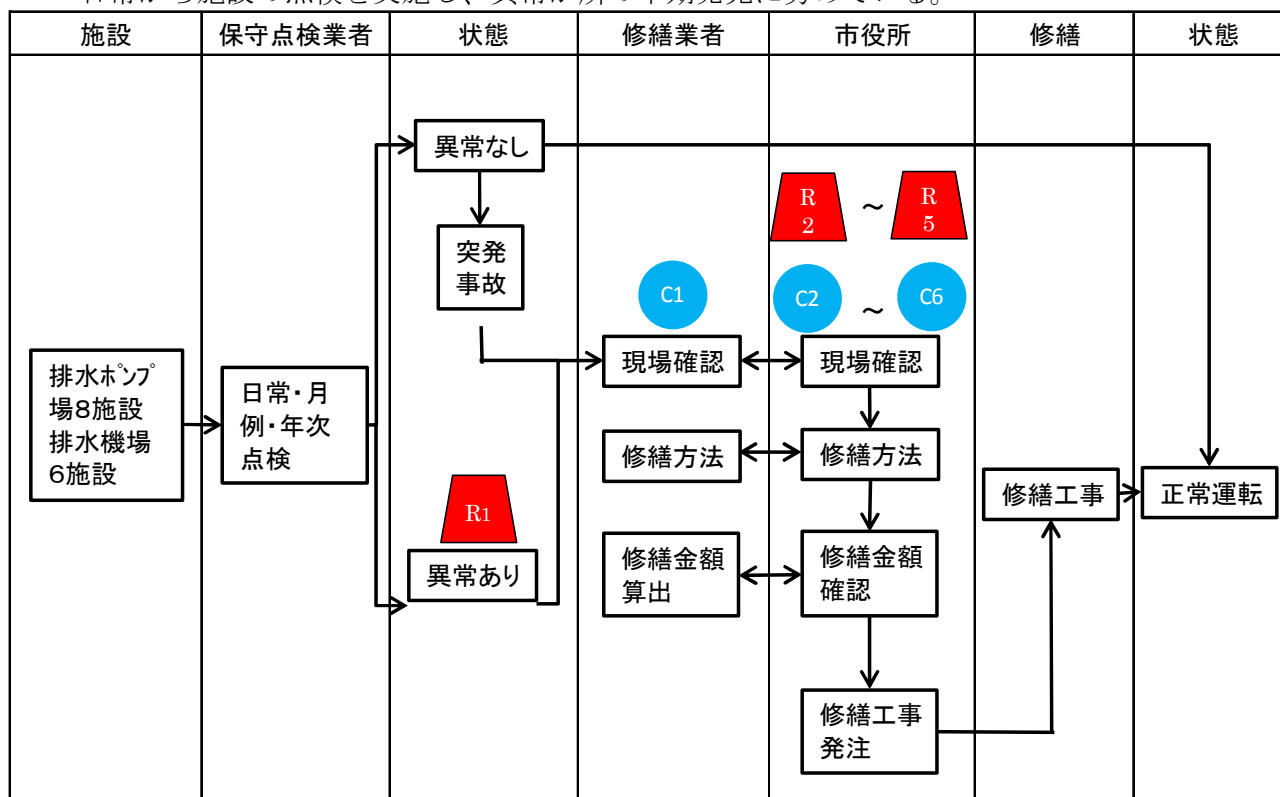 施設
保守点検業者
状態
修繕業者
市役所
修繕
状態
異常なし
突発
事故
R
2
～
R
5
C1
C2
～
C6
排水ポンプ
場8施設
排水機場
6施設
日常・月
例・年次
点検
現場確認
現場確認
修繕方法
修繕方法
R1
異常あり
修繕金額
算出
修繕金額
確認
修繕工事
発注
修繕工事
正常運転